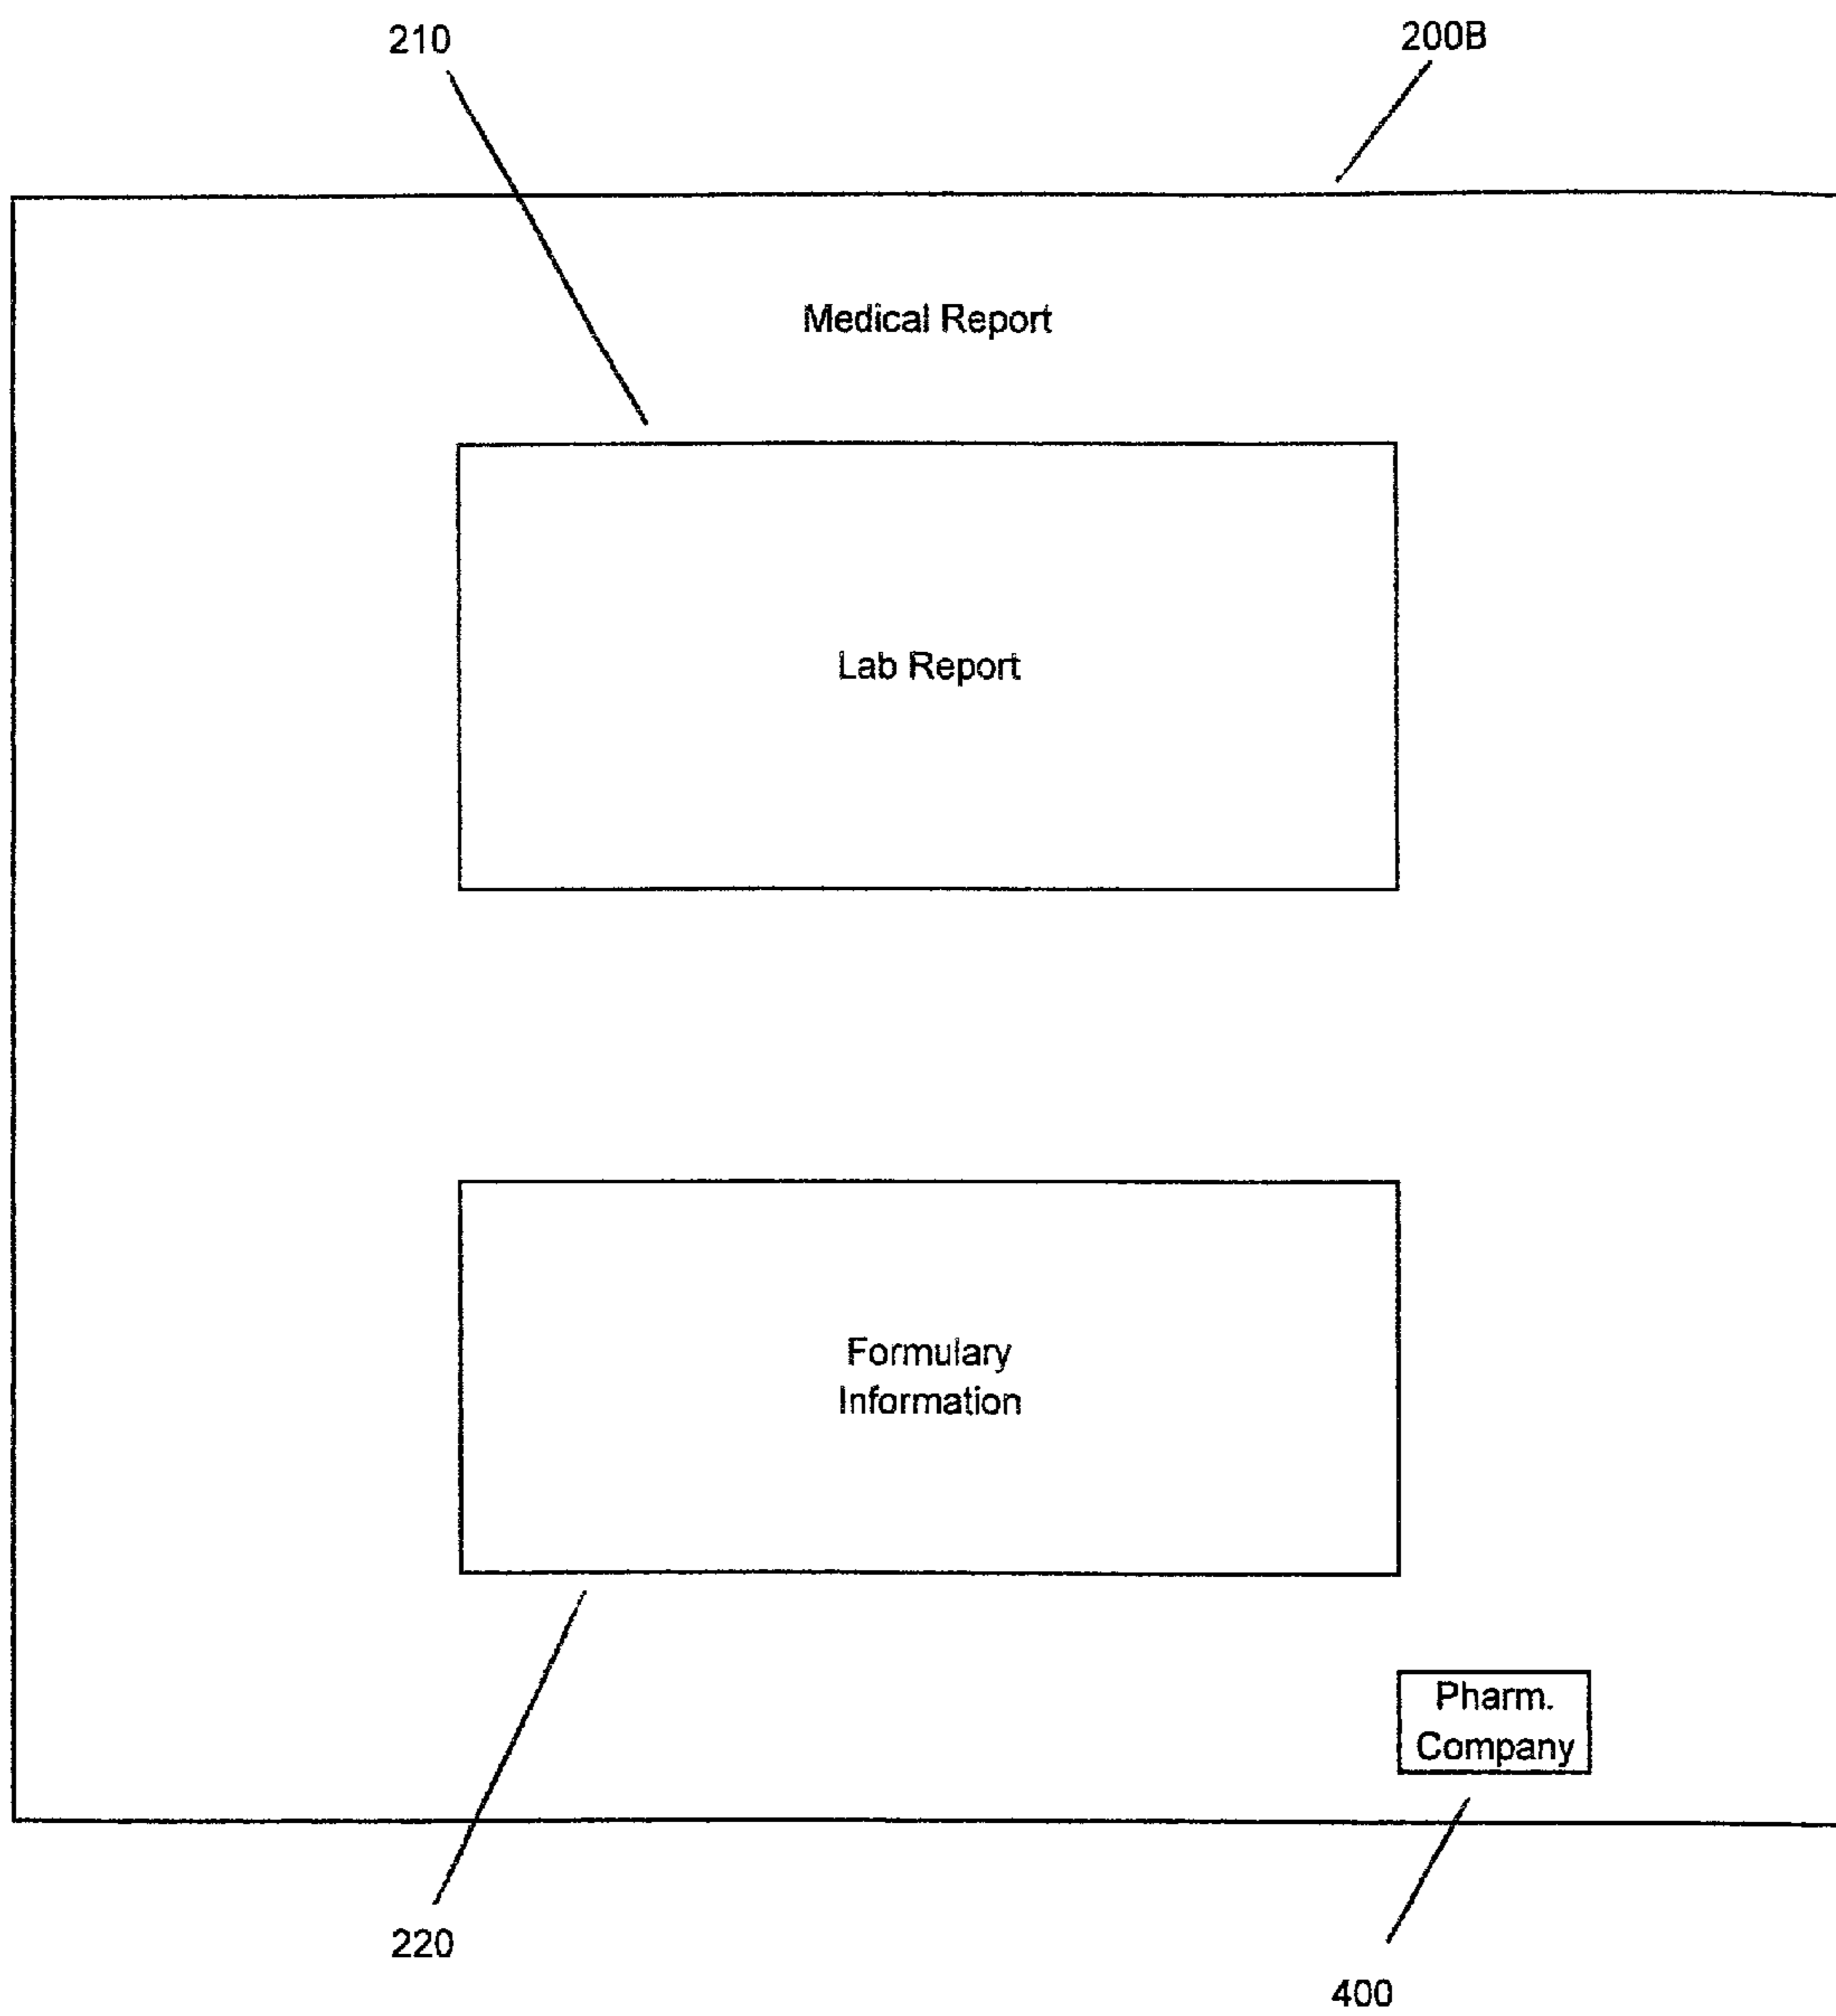 210
200B
Medical Report
Lab Report
Formulary
Information
Pharm.
Company
220
400